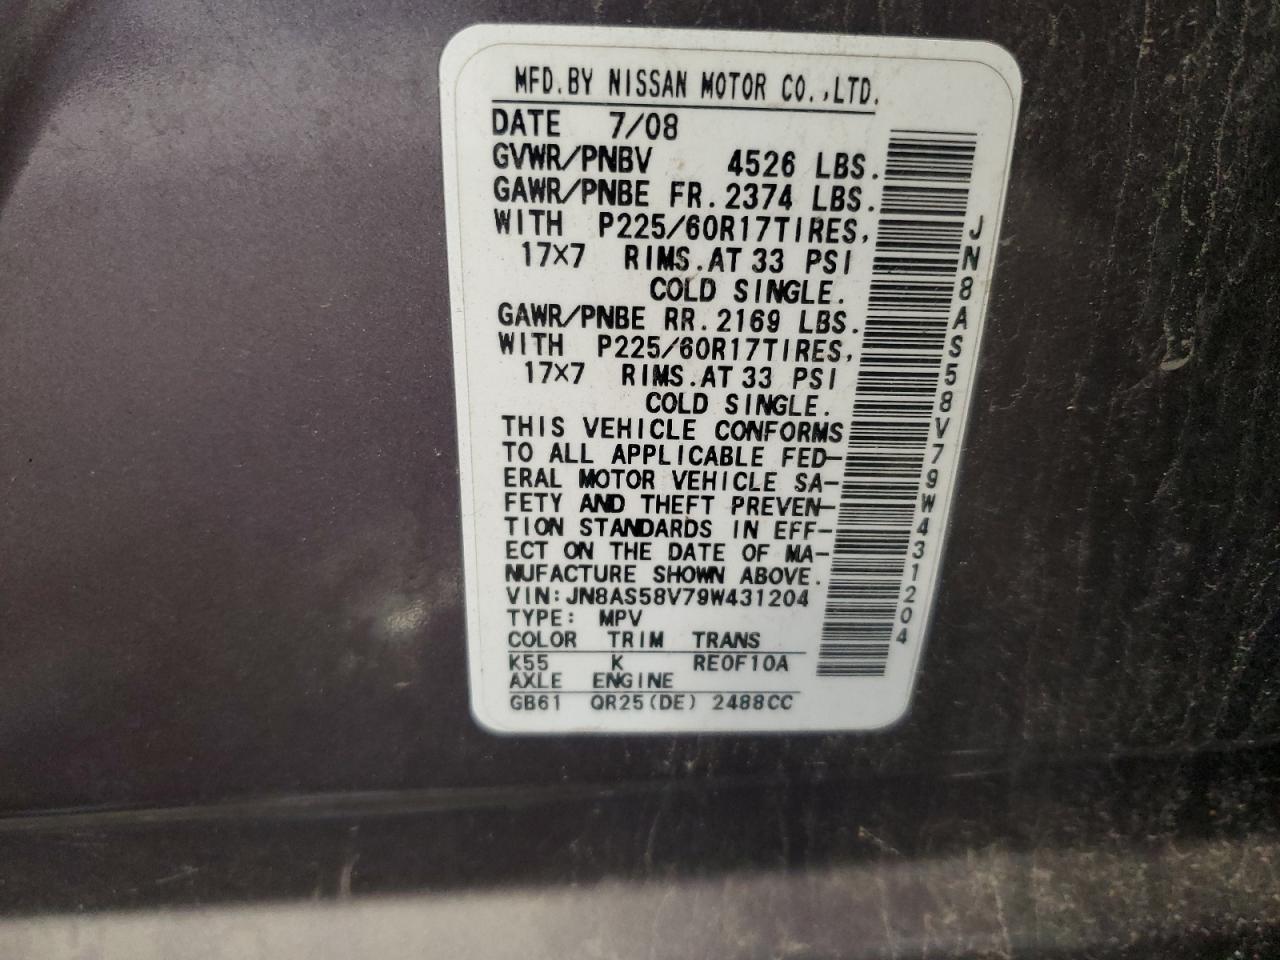 MFD.BY NISSAN MOTOR CO.,LTD.
DATE 7/08
GVWR/PNBV 4526 LBS.
GAWR/PNBE FR. 2374 LBS.
WITH P225/60R17TIRES,
17×7 RIMS.AT 33 PSI
COLD SINGLE.
GAWR/PNBE RR. 2169 LBS.
WITH P225/60R17TIRES,
17×7 RIMS.AT 33 PSI
COLD SINGLE.
THIS VEHICLE CONFORMS
TO ALL APPLICABLE FED-
ERAL MOTOR VEHICLE SA-
FETY AND THEFT PREVEN-
TION STANDARDS IN EFF-
ECT ON THE DATE OF MA-
NUFACTURE SHOWN ABOVE.
VIN:JN8AS58V79W431204
TYPE: MPV
COLOR TRIM TRANS
K55 K RE0F10A
AXLE ENGINE
GB61 QR25(DE) 2488CC
JN8AS58V79W431204